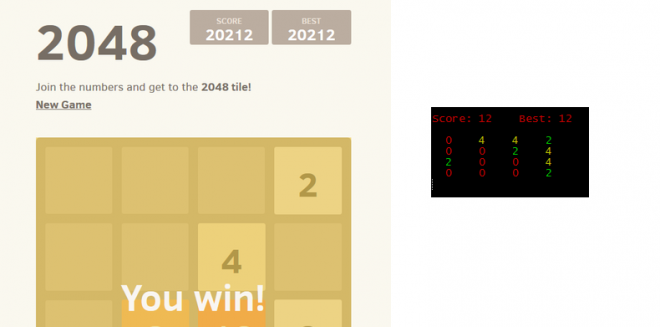 2048
SCORE
20212
BEST
20212
Join the numbers and get to the 2048 tile!
New Game
2
4
You win!
Score: 12 Best: 12
0 4 4 2
0 0 2 4
2 0 0 4
0 0 0 2